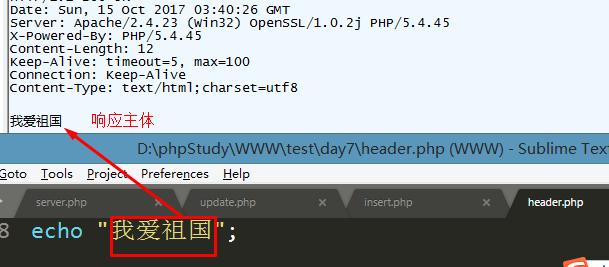 Date: Sun, 15 Oct 2017 03:40:26 GMT
Server: Apache/2.4.23 (Win32) OpenSSL/1.0.2j PHP/5.4.45
X-Powered-By: PHP/5.4.45
Content-Length: 12
Keep-Alive: timeout=5, max=100
Connection: Keep-Alive
Content-Type: text/html;charset=utf8
我爱祖国 响应主体
D:\phpStudy\WWW\test\day7\header.php (WWW) - Sublime Text
Goto Tools Project Preferences Help
server.php update.php insert.php header.php
8 echo "我爱祖国";